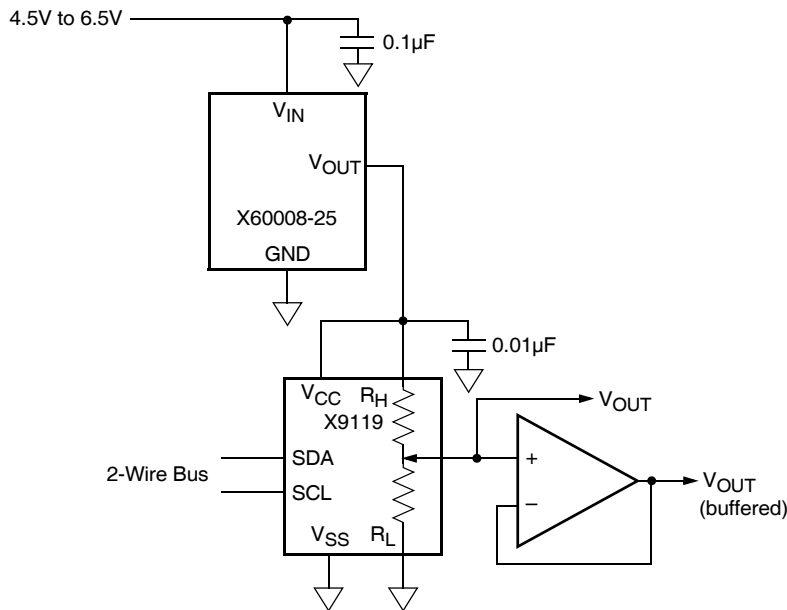 4.5V to 6.5V
0.1µF
VIN
VOUT
X60008-25
GND
0.01µF
VCC
RH
X9119
VOUT
SDA
+
2-Wire Bus
SCL
−
VOUT
(buffered)
VSS
RL